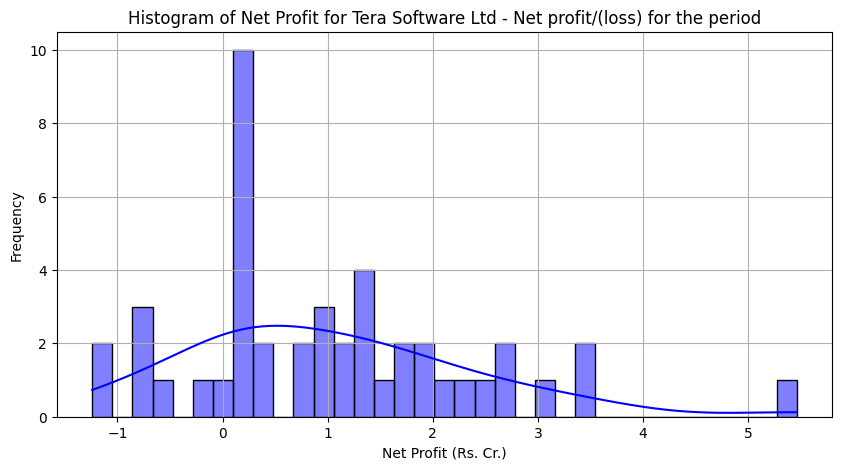 Histogram of Net Profit for Tera Software Ltd - Net profit/(loss) for the period
10
8
6
4
2
0
Frequency
−1 0 1 2 3 4 5
Net Profit (Rs. Cr.)